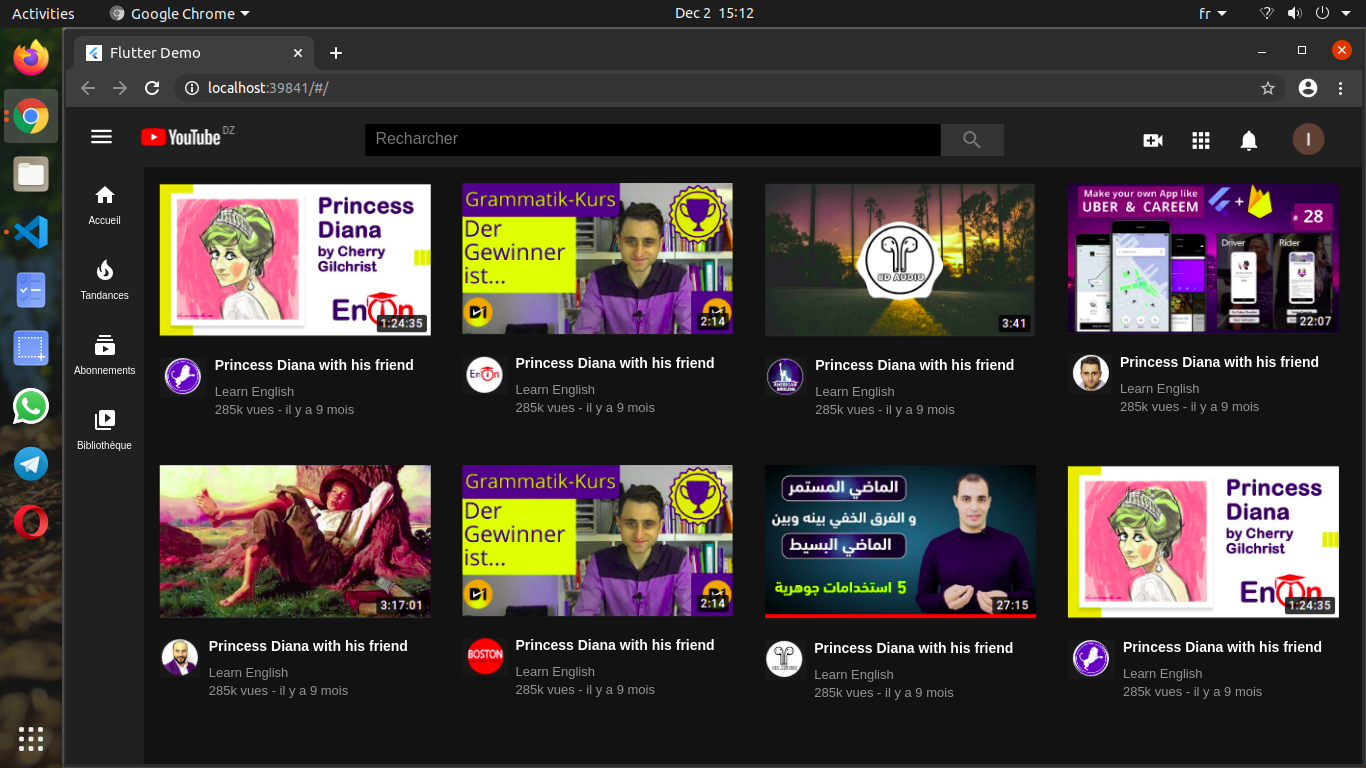 Activities
Google Chrome
Dec 2 15:12
fr
Flutter Demo
localhost:39841/#/
YouTube DZ
Recharcher
I
Accueil
Tandances
Abonnements
Bibliothèque
Princess
Diana
by Cherry
Gilchrist
EnOn
1:24:35
Princess Diana with his friend
Learn English
285k vues - il y a 9 mois
Grammatik-Kurs
Der
Gewinner
ist...
2:14
Princess Diana with his friend
Learn English
285k vues - il y a 9 mois
8D AUDIO
3:41
Princess Diana with his friend
Learn English
285k vues - il y a 9 mois
Make your own App like
UBER & CAREEM
+
# 28
Driver
Rider
22:07
Princess Diana with his friend
Learn English
285k vues - il y a 9 mois
3:17:01
Princess Diana with his friend
Learn English
285k vues - il y a 9 mois
Grammatik-Kurs
Der
Gewinner
ist...
2:14
BOSTON
Princess Diana with his friend
Learn English
285k vues - il y a 9 mois
الماضي المستمر
و الفرق الخفي بينه وبين
الماضي البسيط
5 استخدامات جوهرية
27:15
Princess Diana with his friend
Learn English
285k vues - il y a 9 mois
Princess
Diana
by Cherry
Gilchrist
EnOn
1:24:35
Princess Diana with his friend
Learn English
285k vues - il y a 9 mois